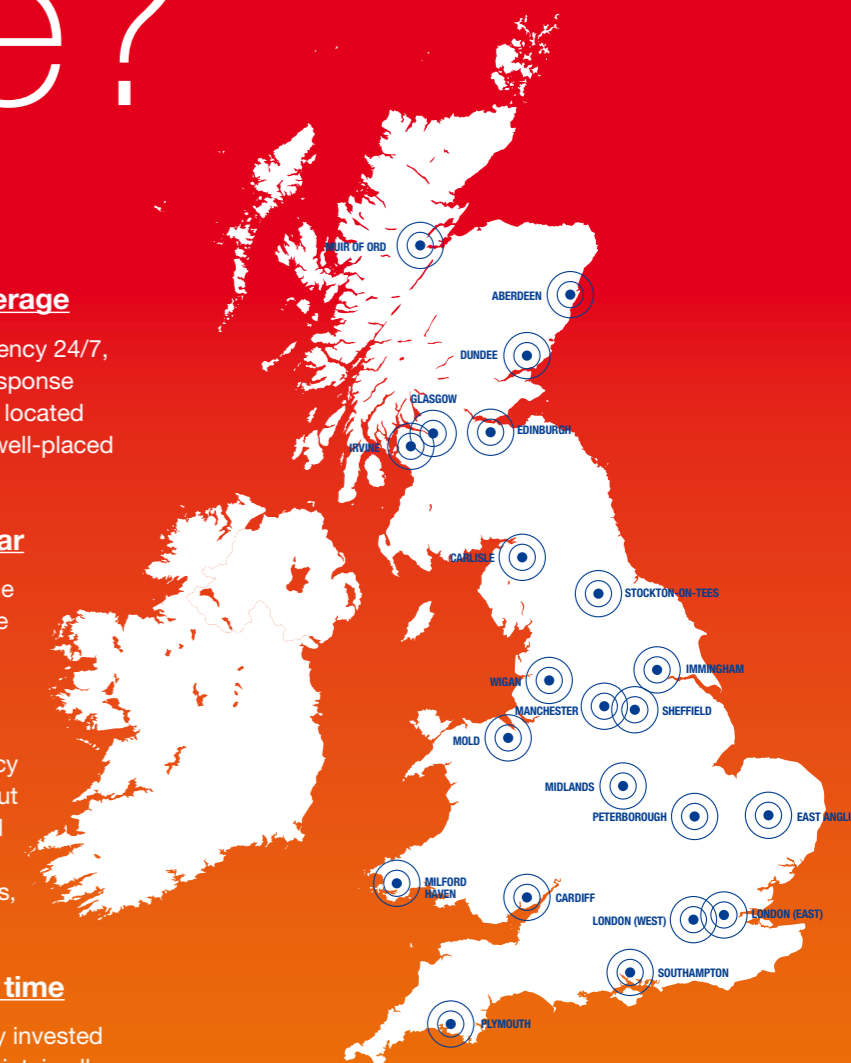 e?
erage
ency 24/7,
sponse
located
well-placed
ar
e
e
cy
ut
l
s,
time
y invested
MUIR OF ORD
ABERDEEN
DUNDEE
GLASGOW
EDINBURGH
IRVINE
CARLISLE
STOCKTON-ON-TEES
IMMINGHAM
WIGAN
MANCHESTER
SHEFFIELD
MOLD
MIDLANDS
PETERBOROUGH
EAST ANGLI
MILFORD
HAVEN
CARDIFF
LONDON (WEST)
LONDON (EAST)
SOUTHAMPTON
PLYMOUTH